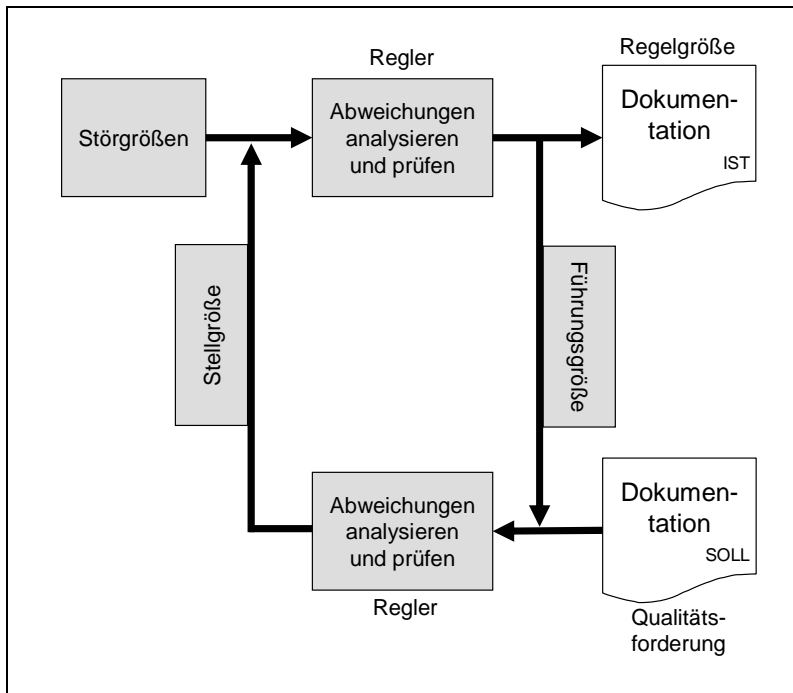 Regler
Regelgröße
Störgrößen
Abweichungen
analysieren
und prüfen
Dokumen-
tation
IST
Stellgröße
Führungsgröße
Abweichungen
analysieren
und prüfen
Regler
Dokumen-
tation
SOLL
Qualitäts-
forderung